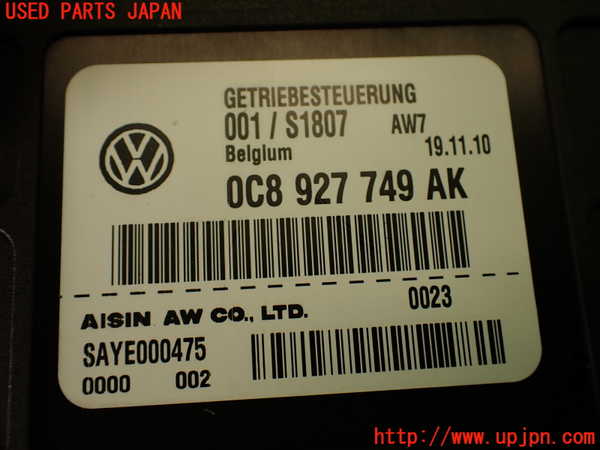 USED PARTS JAPAN
GETRIEBESTEUERUNG
001 / S1807 AW7
Belgium 19.11.10
0C8 927 749 AK
AISIN AW CO., LTD. 0023
SAYE000475
0000 002
http://www.upjpn.com/